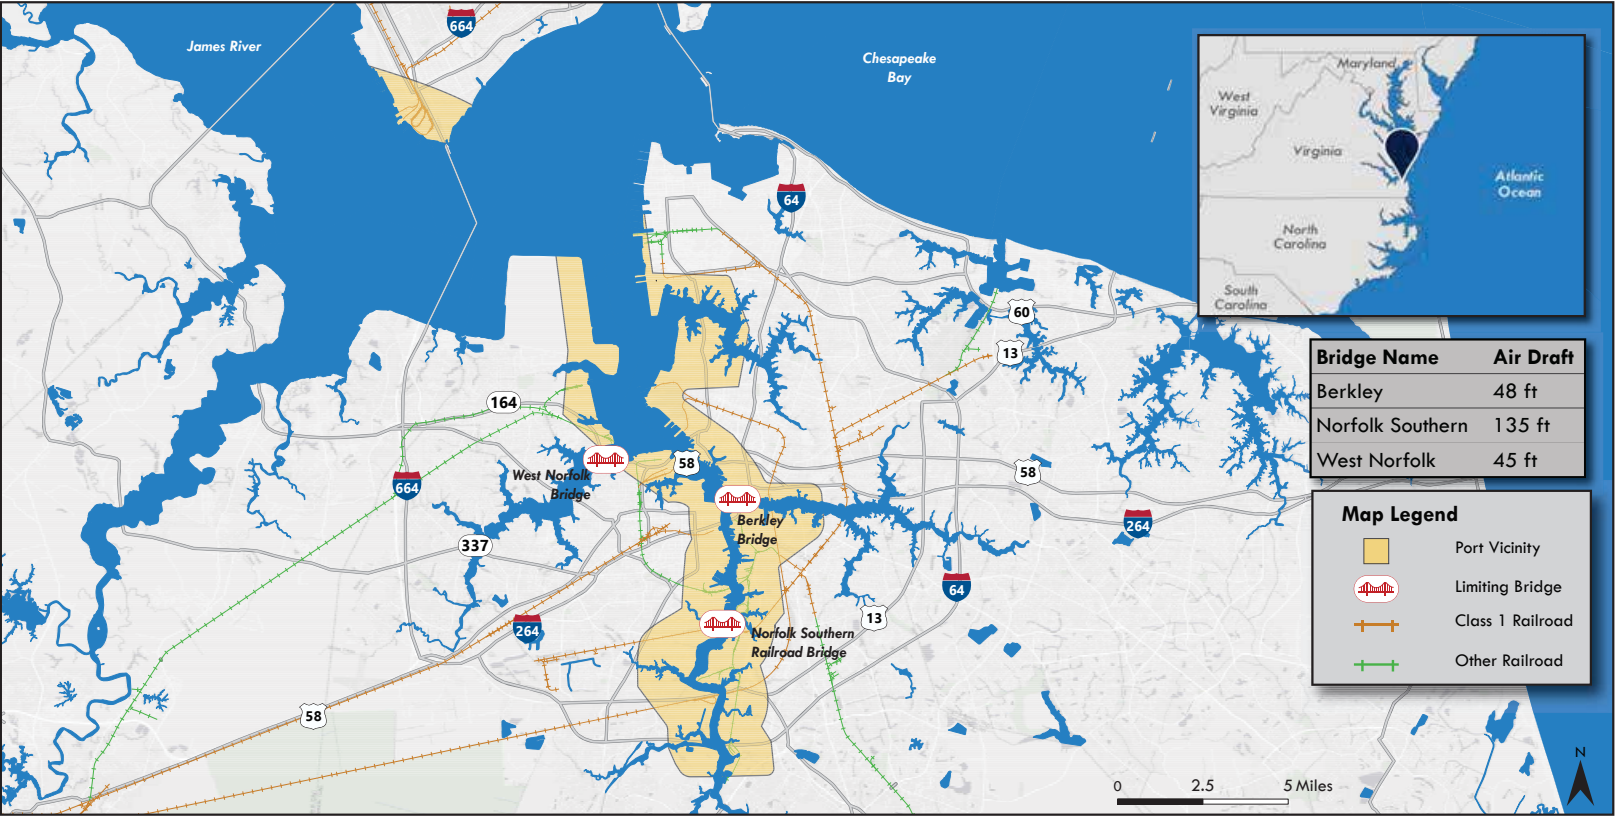 664
James River
Chesapeake
Bay
Maryland
West
Virginia
Virginia
Atlantic
Ocean
North
Carolina
South
Carolina
64
60
13
Bridge Name Air Draft
Berkley 48 ft
Norfolk Southern 135 ft
West Norfolk 45 ft
164
58
58
West Norfolk
Bridge
664
Berkley
Bridge
264
337
Map Legend
Port Vicinity
Limiting Bridge
Class 1 Railroad
Other Railroad
64
13
264
Norfolk Southern
Railroad Bridge
58
N
0 2.5 5 Miles